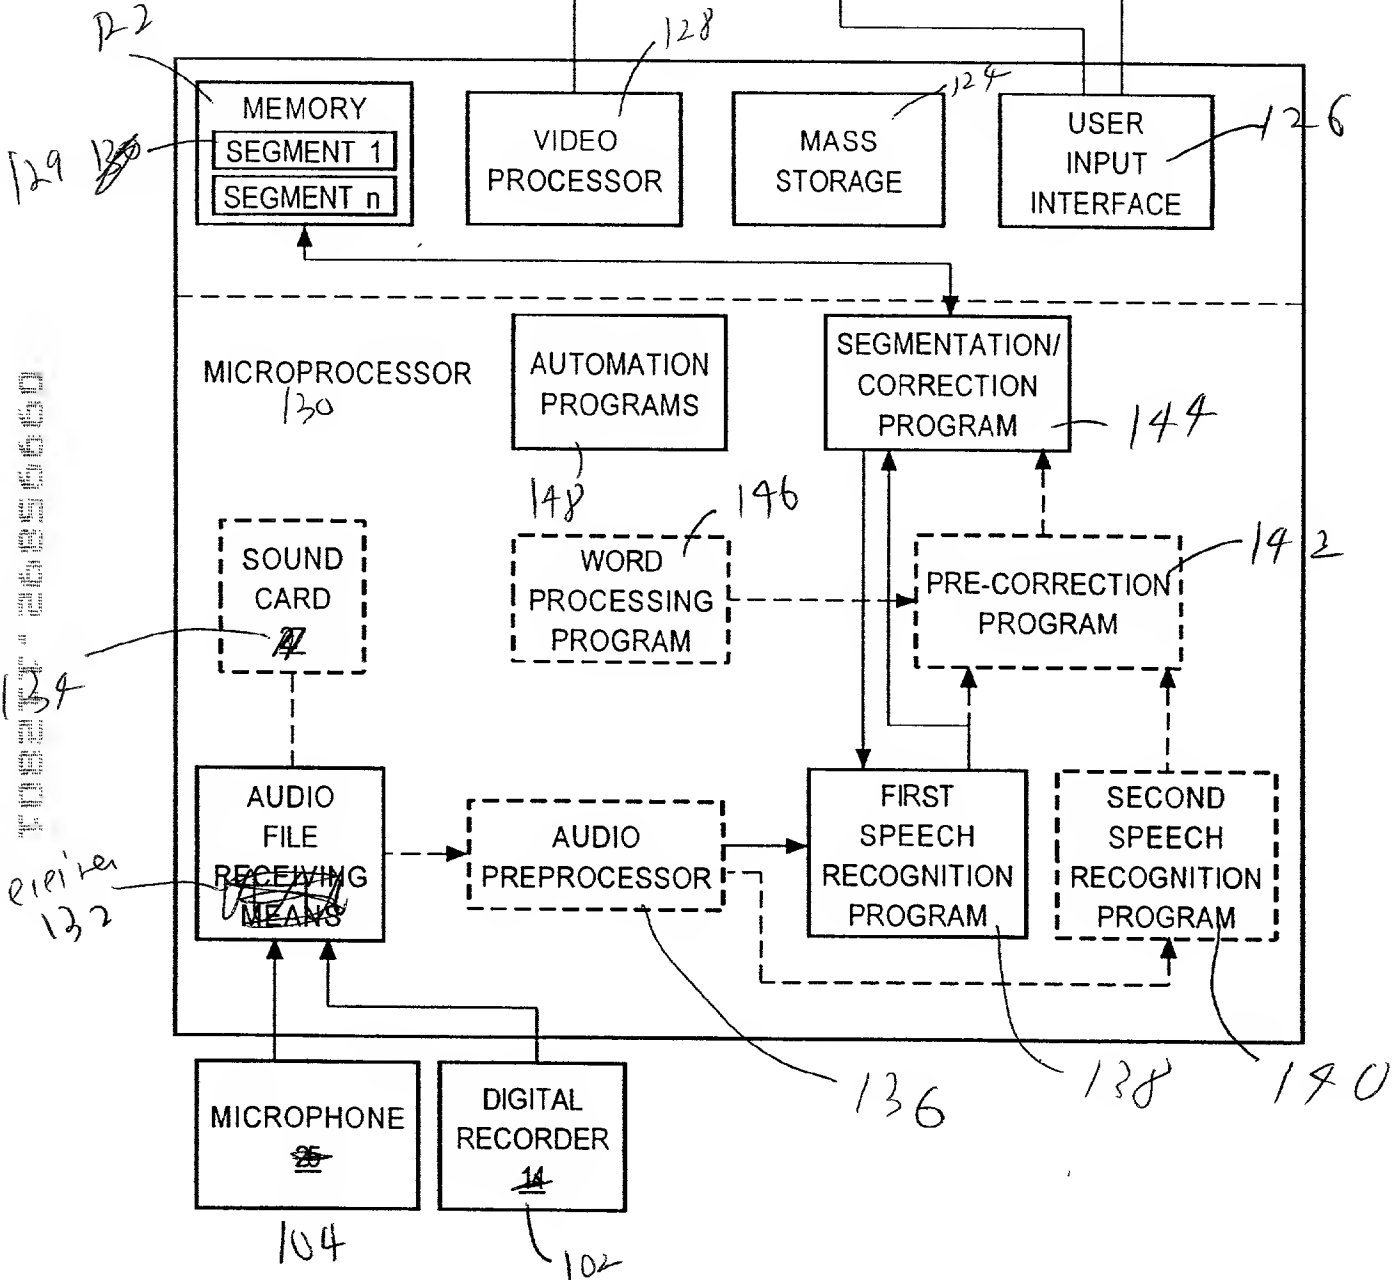 122
128
124
MEMORY
SEGMENT 1
SEGMENT n
129
VIDEO
PROCESSOR
MASS
STORAGE
USER
INPUT
INTERFACE
126
MICROPROCESSOR
130
AUTOMATION
PROGRAMS
148
SEGMENTATION/
CORRECTION
PROGRAM
144
SOUND
CARD
134
WORD
PROCESSING
PROGRAM
146
PRE-CORRECTION
PROGRAM
142
AUDIO
FILE
RECEIVING
MEANS
132
AUDIO
PREPROCESSOR
136
FIRST
SPEECH
RECOGNITION
PROGRAM
138
SECOND
SPEECH
RECOGNITION
PROGRAM
140
MICROPHONE
25
104
DIGITAL
RECORDER
14
102